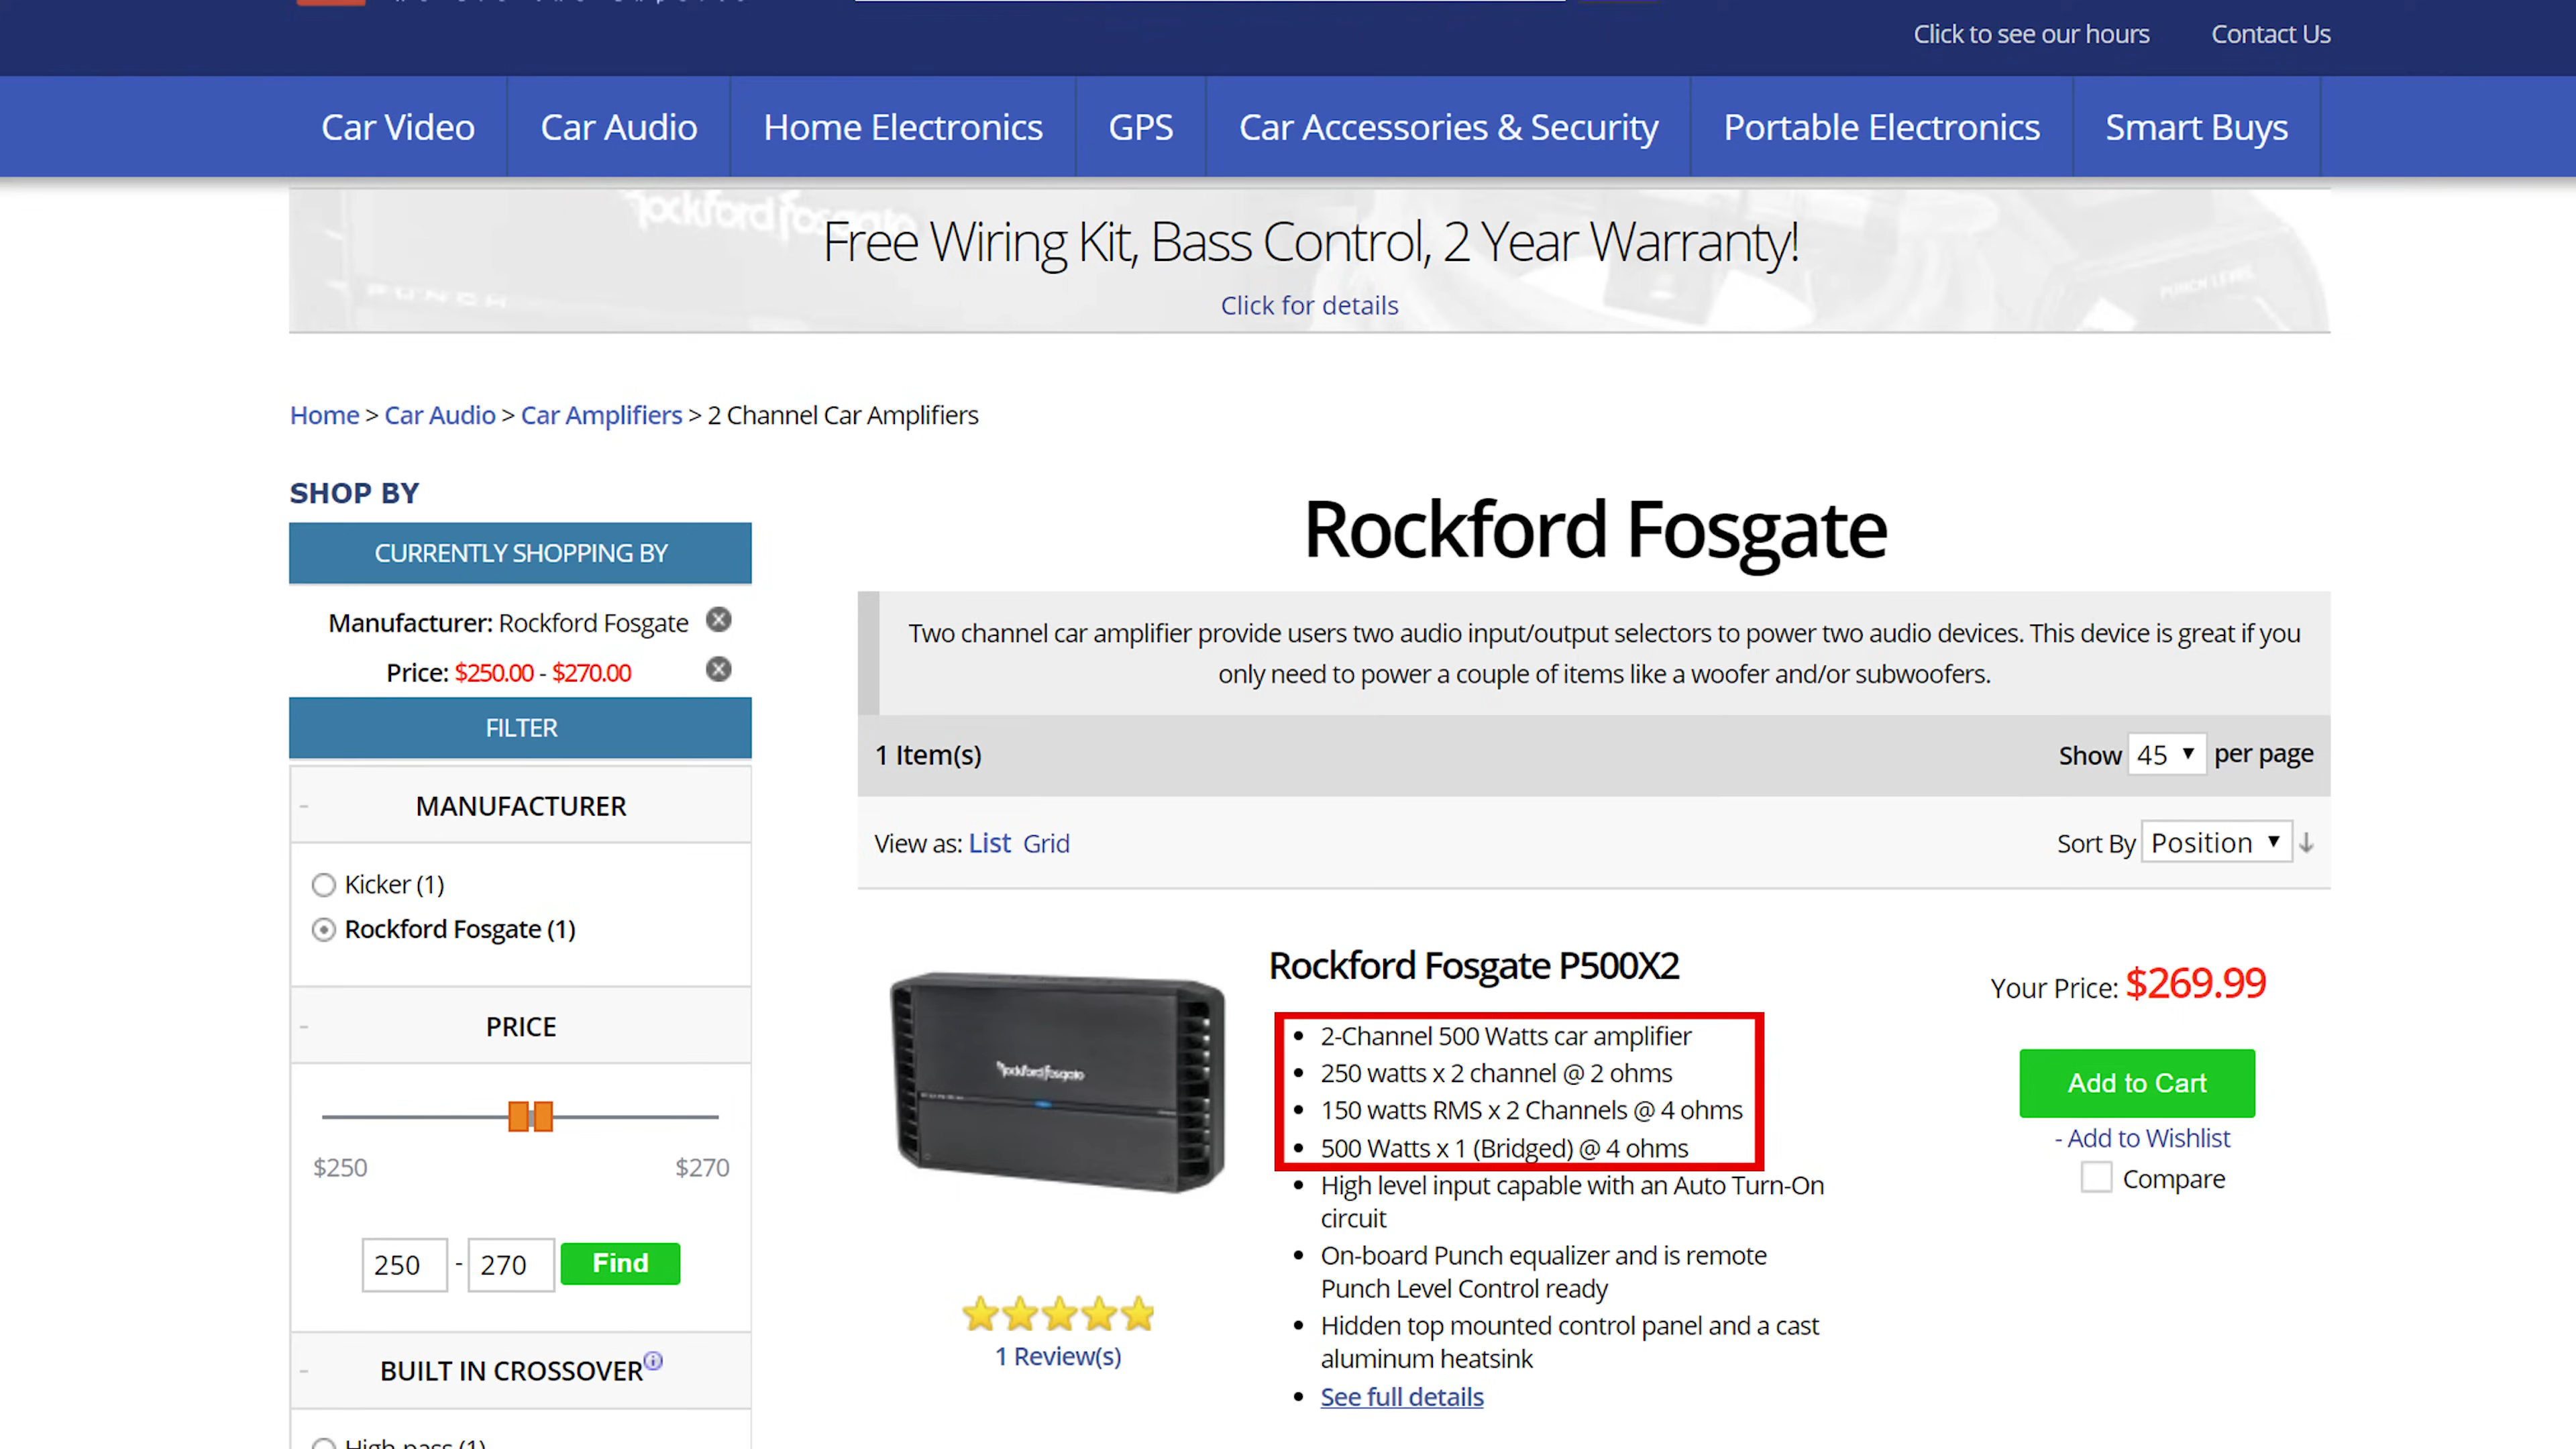 Click to see our hours
Contact Us
Car Video
Car Audio
Home Electronics
GPS
Car Accessories & Security
Portable Electronics
Smart Buys
rockford fosgate
PUNCH
PUNCH LEVEL
Free Wiring Kit, Bass Control, 2 Year Warranty!
Click for details
Home > Car Audio > Car Amplifiers > 2 Channel Car Amplifiers
SHOP BY
CURRENTLY SHOPPING BY
Manufacturer: Rockford Fosgate
Price: $250.00 - $270.00
FILTER
- MANUFACTURER
Kicker (1)
Rockford Fosgate (1)
- PRICE
$250
$270
250 - 270 Find
- BUILT IN CROSSOVER
High pass (1)
Rockford Fosgate
Two channel car amplifier provide users two audio input/output selectors to power two audio devices. This device is great if you
only need to power a couple of items like a woofer and/or subwoofers.
1 Item(s)
Show 45 per page
View as: List Grid
Sort By Position
rockford fosgate
1 Review(s)
Rockford Fosgate P500X2
• 2-Channel 500 Watts car amplifier
• 250 watts x 2 channel @ 2 ohms
• 150 watts RMS x 2 Channels @ 4 ohms
• 500 Watts x 1 (Bridged) @ 4 ohms
• High level input capable with an Auto Turn-On
circuit
• On-board Punch equalizer and is remote
Punch Level Control ready
• Hidden top mounted control panel and a cast
aluminum heatsink
• See full details
Your Price: $269.99
Add to Cart
- Add to Wishlist
Compare